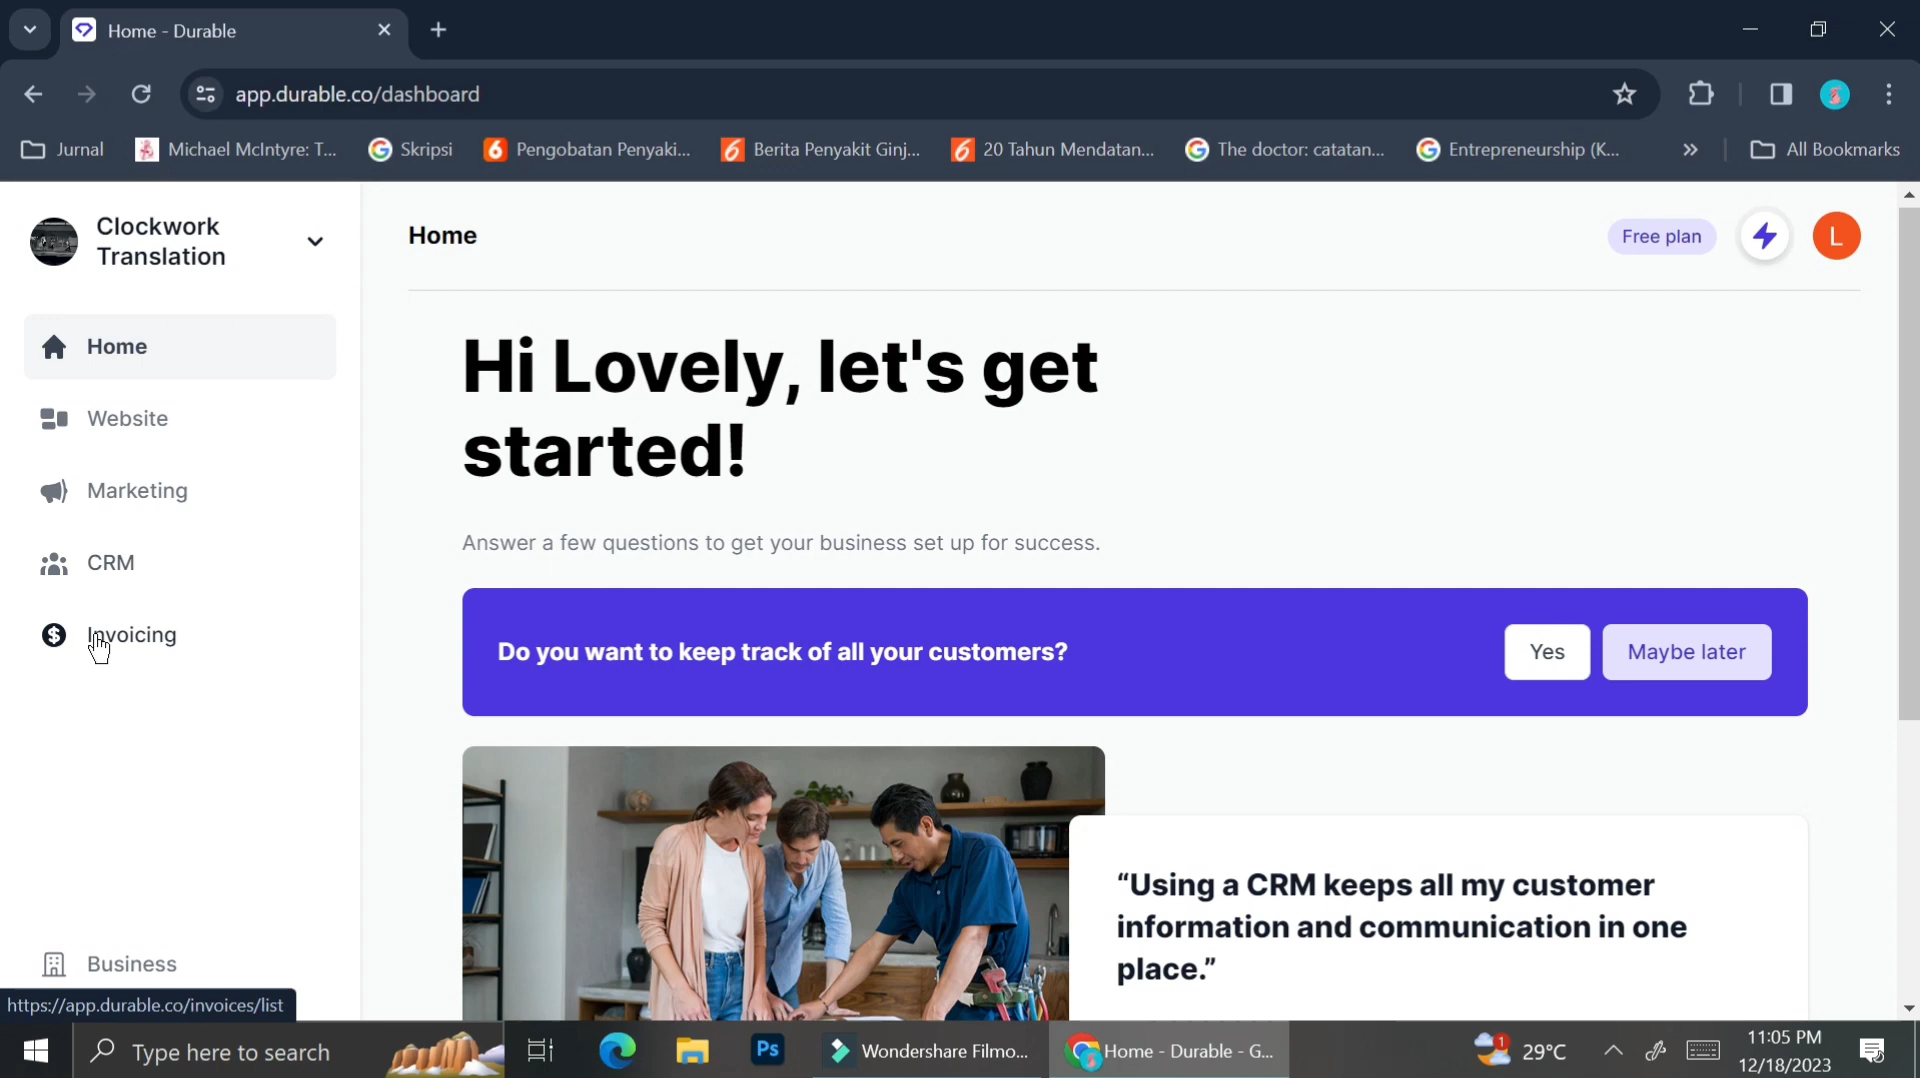 Home - Durable
app.durable.co/dashboard
Jurnal
Michael McIntyre: T...
Skripsi
Pengobatan Penyaki...
Berita Penyakit Ginj...
20 Tahun Mendatan...
The doctor: catatan...
Entrepreneurship (K...
All Bookmarks
Clockwork
Translation
Home
Free plan
L
Home
Website
Marketing
CRM
Invoicing
Business
https://app.durable.co/invoices/list
Hi Lovely, let's get
started!
Answer a few questions to get your business set up for success.
Do you want to keep track of all your customers?
Yes
Maybe later
“Using a CRM keeps all my customer
information and communication in one
place.”
Type here to search
Ps
Wondershare Filmo...
Home - Durable - G...
1
29°C
11:05 PM
12/18/2023